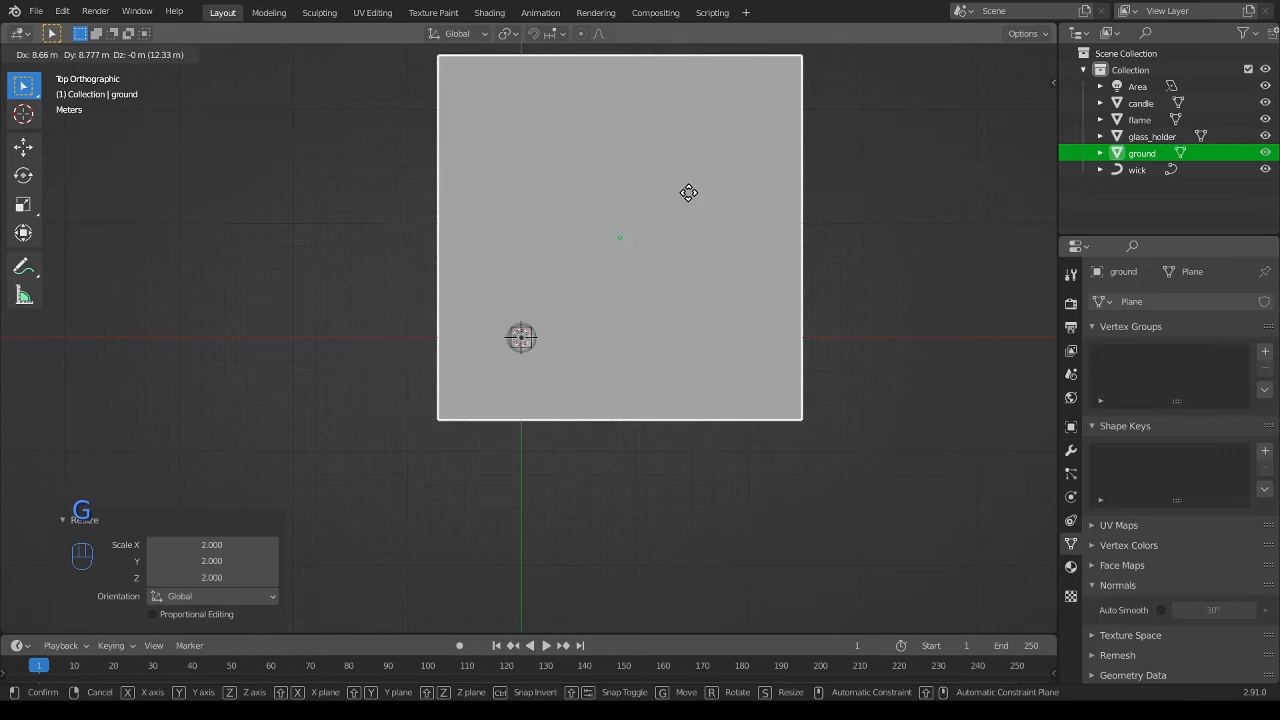 File Edit Render Window Help Layout Modeling Sculpting UV Editing Texture Paint Shading Animation Rendering Compositing Scripting + Scene View Layer
Global Options
Dx: 8.66 m Dy: 8.777 m Dz: -0 m (12.33 m)
Top Orthographic
(1) Collection | ground
Meters
Scene Collection
Collection
Area
candle
flame
glass_holder
ground
wick
ground Plane
Plane
Vertex Groups
Shape Keys
UV Maps
Vertex Colors
Face Maps
Normals
Auto Smooth 30°
Texture Space
Remesh
Geometry Data
G
Resize
Scale X 2.000
Y 2.000
Z 2.000
Orientation Global
Proportional Editing
Playback Keying View Marker 1 Start 1 End 250
1 10 20 30 40 50 60 70 80 90 100 110 120 130 140 150 160 170 180 190 200 210 220 230 240 250
Confirm Cancel X X axis Y Y axis Z Z axis X X plane Y Y plane Z Z plane Ctrl Snap Invert Snap Toggle G Move R Rotate S Resize Automatic Constraint Automatic Constraint Plane 2.91.0